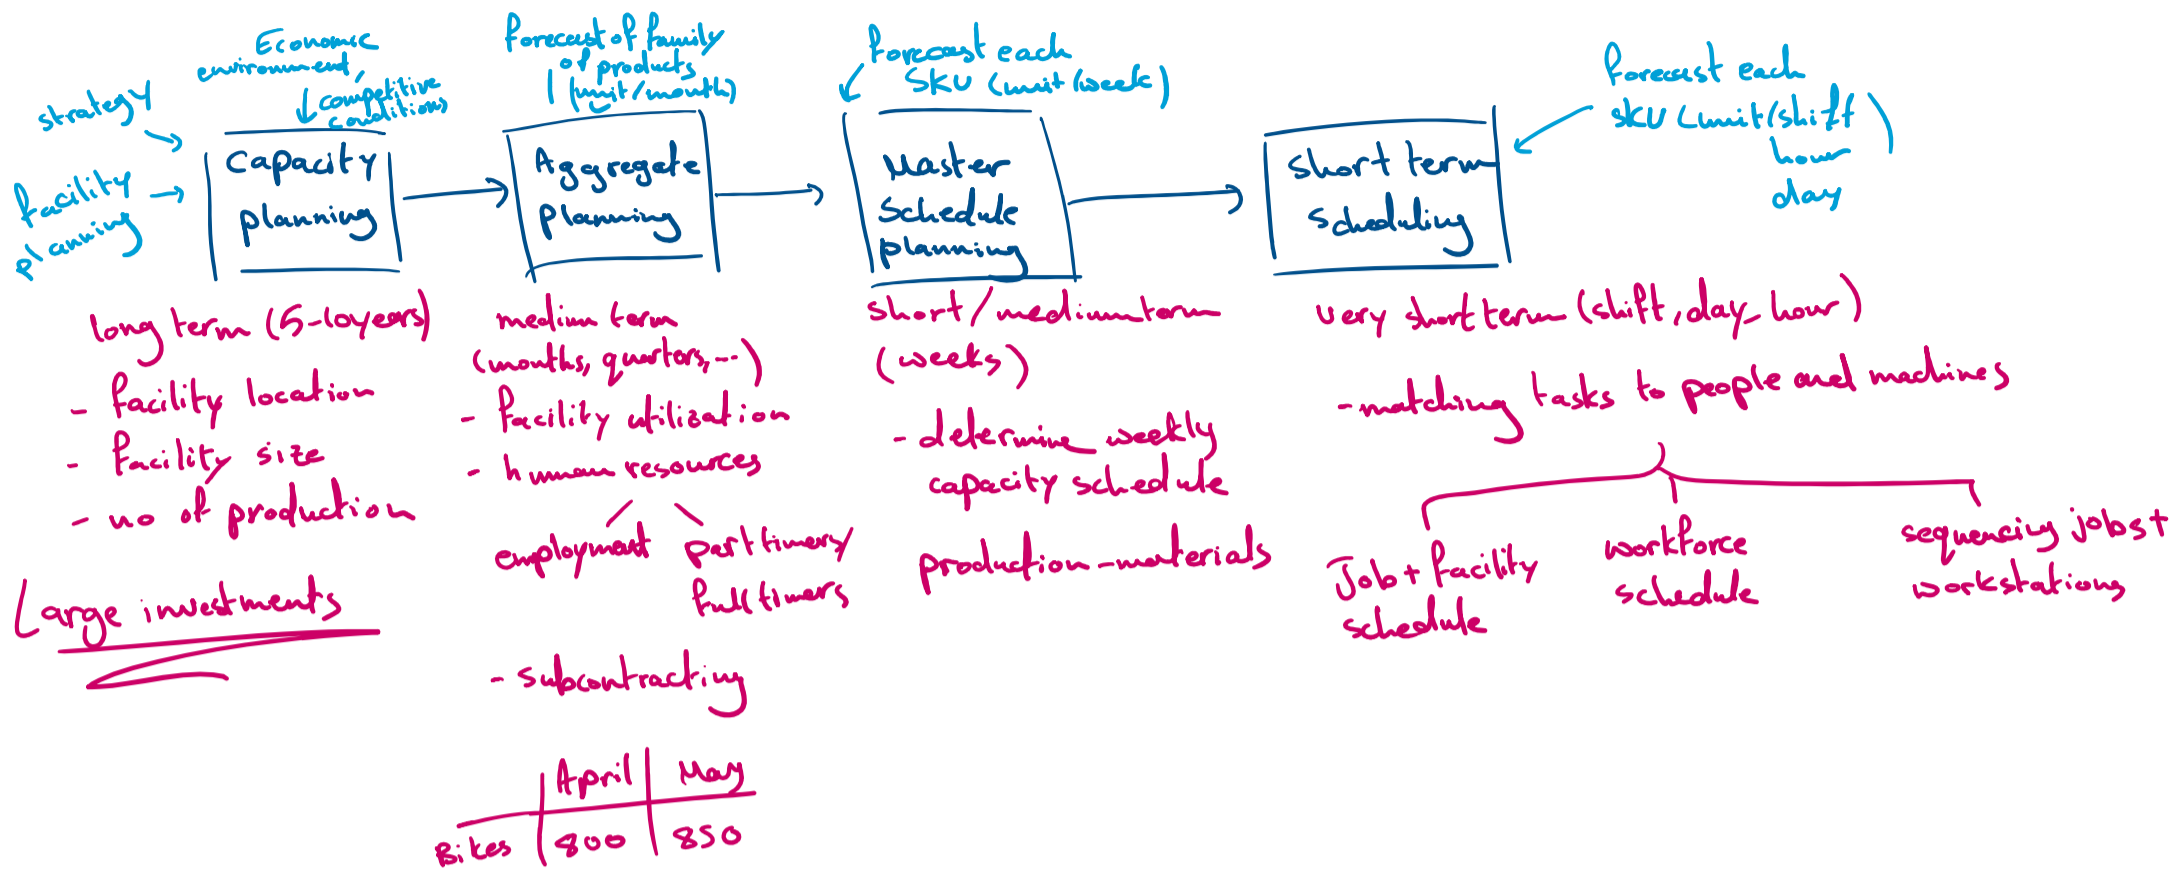 strategy
facility
planning
Economic
environment,
competitive
conditions
Capacity
planning
long term (5-10years)
- facility location
- facility size
- no of production
Large investments
forecast of family
of products
(unit/month)
Aggregate
planning
medium term
(months, quarters, ...)
- facility utilization
- human resources
employment
part timers/
full timers
- subcontracting
April May
Bikes 800 850
forecast each
SKU (unit/week)
Master
Schedule
planning
short/medium term
(weeks)
- determine weekly
capacity schedule
production-materials
forecast each
SKU (unit/shift
hour
day
)
short term
scheduling
very short term (shift, day, hour)
- matching tasks to people and machines
Job + facility
schedule
workforce
schedule
sequencing jobs +
workstations